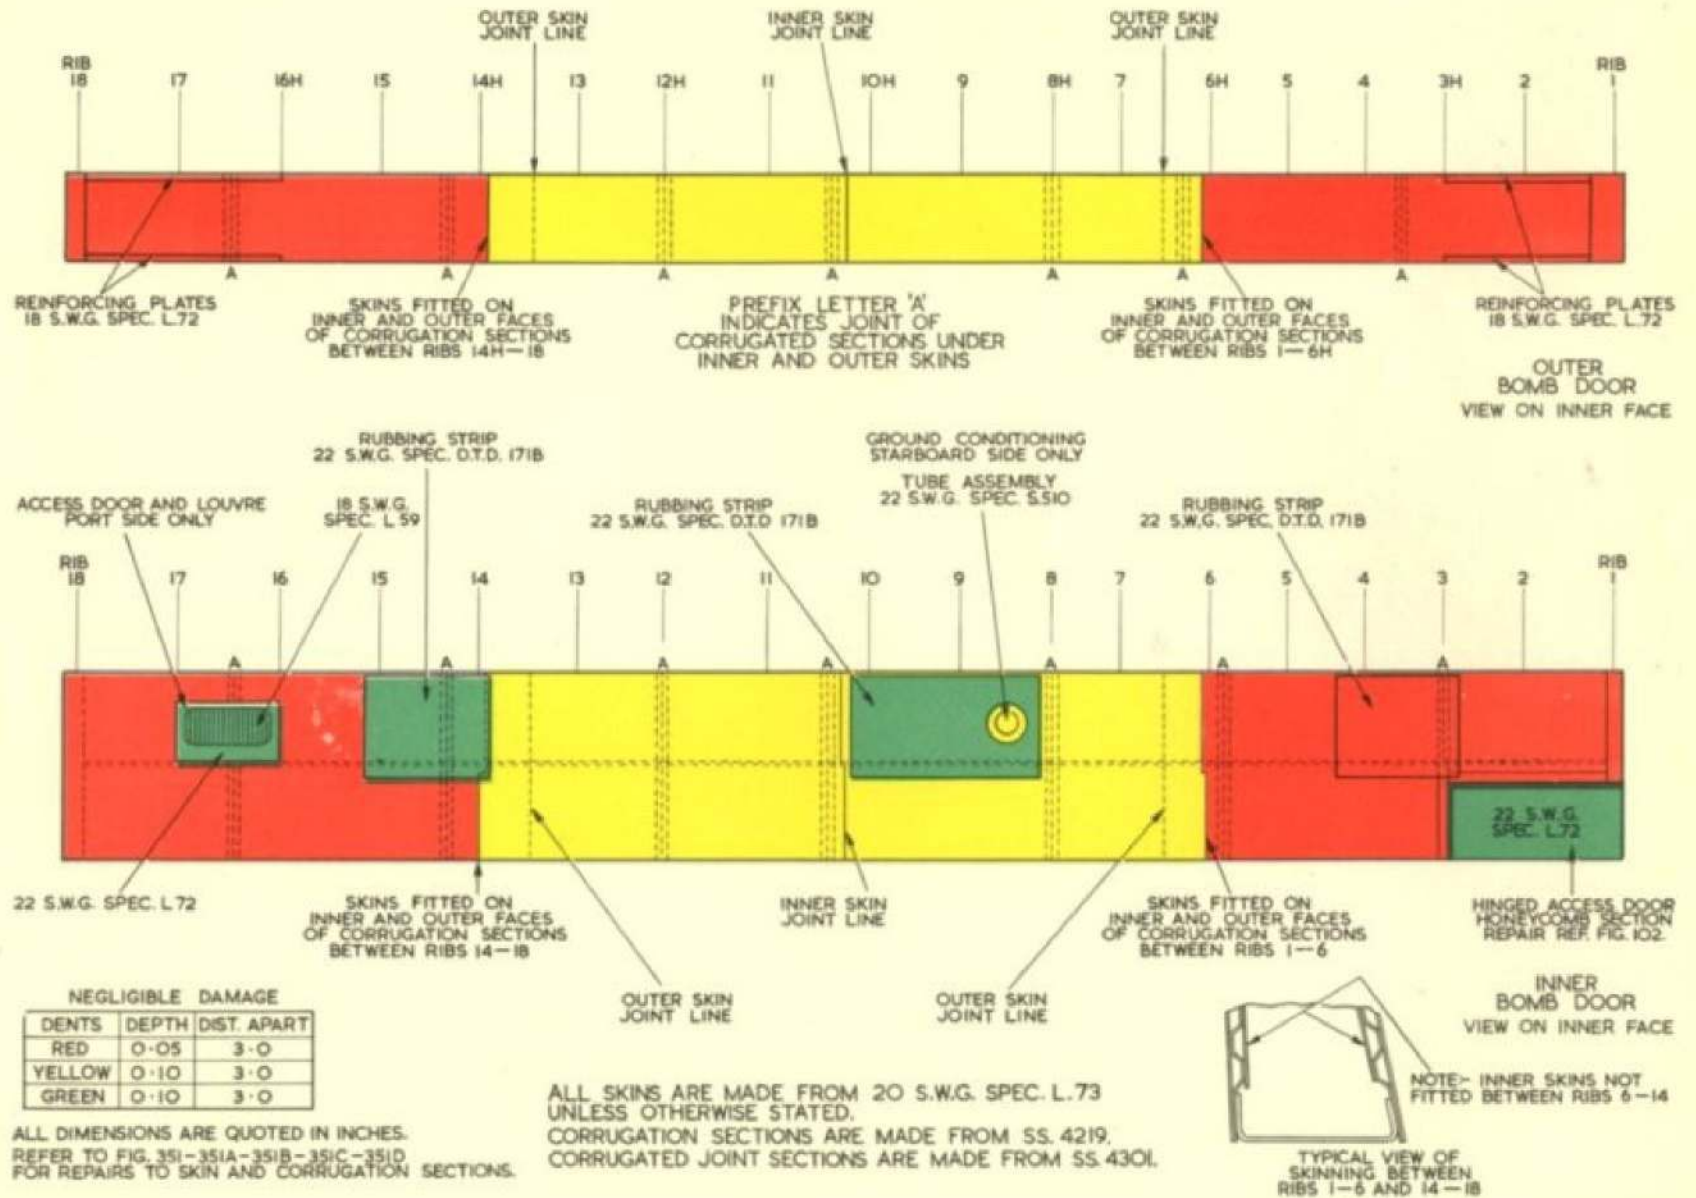 OUTER SKIN
JOINT LINE
INNER SKIN
JOINT LINE
OUTER SKIN
JOINT LINE
RIB
18 17 16H 15 14H 13 12H 11 10H 9 8H 7 6H 5 4 3H 2
RIB
1
A A A A A A A
REINFORCING PLATES
18 S.W.G. SPEC. L.72
SKINS FITTED ON
INNER AND OUTER FACES
OF CORRUGATION SECTIONS
BETWEEN RIBS 14H-18
PREFIX LETTER 'A'
INDICATES JOINT OF
CORRUGATED SECTIONS UNDER
INNER AND OUTER SKINS
SKINS FITTED ON
INNER AND OUTER FACES
OF CORRUGATION SECTIONS
BETWEEN RIBS 1-6H
REINFORCING PLATES
18 S.W.G. SPEC. L.72
OUTER
BOMB DOOR
VIEW ON INNER FACE
RUBBING STRIP
22 S.W.G. SPEC. D.T.D. 171B
GROUND CONDITIONING
STARBOARD SIDE ONLY
TUBE ASSEMBLY
22 S.W.G. SPEC. S.510
ACCESS DOOR AND LOUVRE
PORT SIDE ONLY
18 S.W.G.
SPEC. L 59
RUBBING STRIP
22 S.W.G. SPEC. D.T.D 171B
RUBBING STRIP
22 S.W.G. SPEC. D.T.D. 171B
RIB
18 17 16 15 14 13 12 11 10 9 8 7 6 5 4 3 2
RIB
1
A A A A A A A
22 S.W.G.
SPEC. L.72
22 S.W.G. SPEC. L.72
SKINS FITTED ON
INNER AND OUTER FACES
OF CORRUGATION SECTIONS
BETWEEN RIBS 14-18
INNER SKIN
JOINT LINE
SKINS FITTED ON
INNER AND OUTER FACES
OF CORRUGATION SECTIONS
BETWEEN RIBS 1-6
HINGED ACCESS DOOR
HONEYCOMB SECTION
REPAIR REF. FIG. 102.
OUTER SKIN
JOINT LINE
OUTER SKIN
JOINT LINE
INNER
BOMB DOOR
VIEW ON INNER FACE
NEGLIGIBLE DAMAGE
DENTS DEPTH DIST. APART
RED 0·05 3·0
YELLOW 0·10 3·0
GREEN 0·10 3·0
ALL DIMENSIONS ARE QUOTED IN INCHES.
REFER TO FIG. 351-351A-351B-351C-351D
FOR REPAIRS TO SKIN AND CORRUGATION SECTIONS.
ALL SKINS ARE MADE FROM 20 S.W.G. SPEC. L.73
UNLESS OTHERWISE STATED.
CORRUGATION SECTIONS ARE MADE FROM SS. 4219.
CORRUGATED JOINT SECTIONS ARE MADE FROM SS. 4301.
NOTE:- INNER SKINS NOT
FITTED BETWEEN RIBS 6-14
TYPICAL VIEW OF
SKINNING BETWEEN
RIBS 1-6 AND 14-18